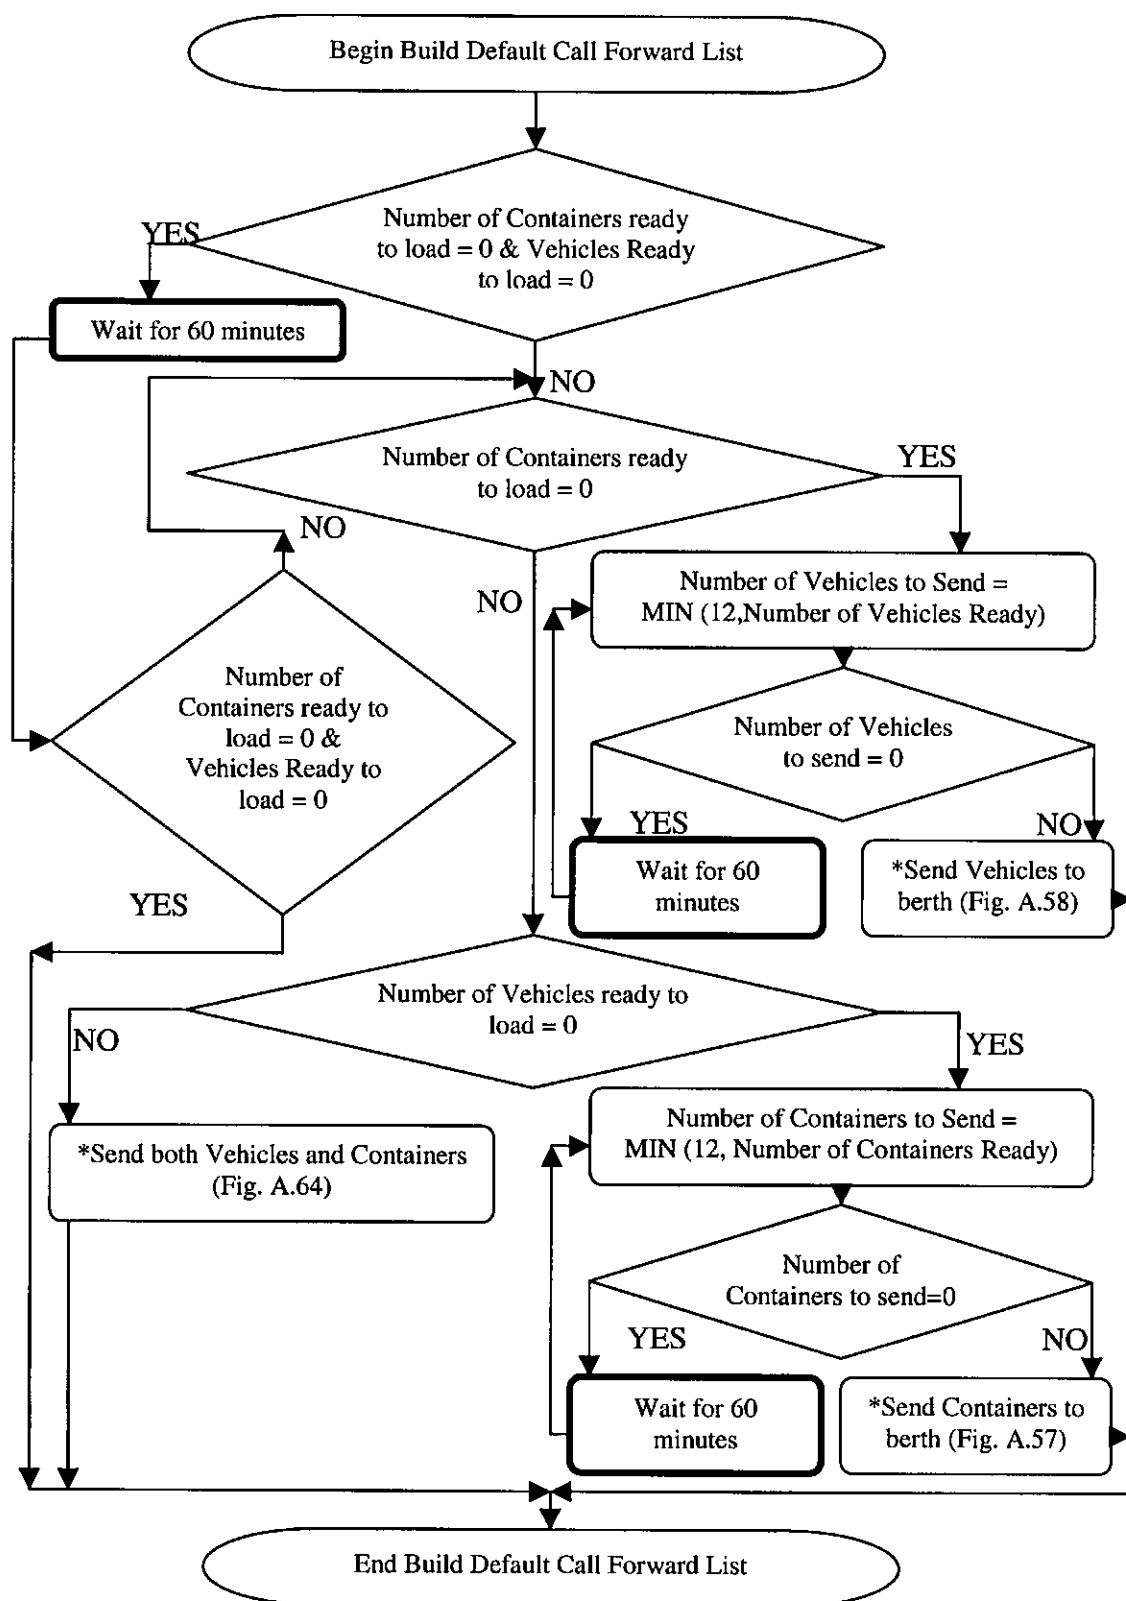 Begin Build Default Call Forward List
Number of Containers ready
to load = 0 & Vehicles Ready
to load = 0
YES
Wait for 60 minutes
NO
Number of Containers ready
to load = 0
YES
NO
NO
Number of Vehicles to Send =
MIN (12,Number of Vehicles Ready)
Number of
Containers ready to
load = 0 &
Vehicles Ready to
load = 0
Number of Vehicles
to send = 0
YES
NO
Wait for 60
minutes
*Send Vehicles to
berth (Fig. A.58)
YES
Number of Vehicles ready to
load = 0
NO
YES
*Send both Vehicles and Containers
(Fig. A.64)
Number of Containers to Send =
MIN (12, Number of Containers Ready)
Number of
Containers to send=0
YES
NO
Wait for 60
minutes
*Send Containers to
berth (Fig. A.57)
End Build Default Call Forward List